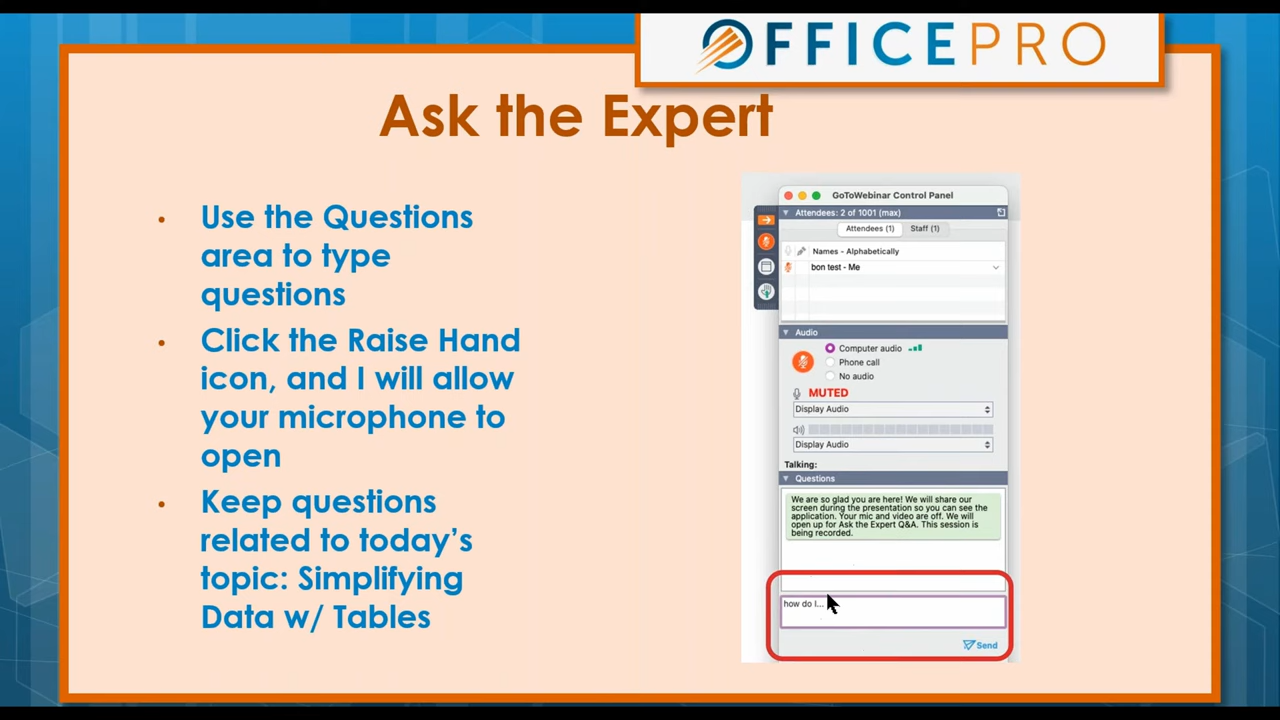 OFFICEPRO
Ask the Expert
• Use the Questions
area to type
questions
• Click the Raise Hand
icon, and I will allow
your microphone to
open
• Keep questions
related to today’s
topic: Simplifying
Data w/ Tables
GoToWebinar Control Panel
Attendees: 2 of 1001 (max)
Attendees (1) Staff (1)
Names - Alphabetically
bon test - Me
Audio
Computer audio
Phone call
No audio
MUTED
Display Audio
Display Audio
Talking:
Questions
We are so glad you are here! We will share our
screen during the presentation so you can see the
application. Your mic and video are off. We will
open up for Ask the Expert Q&A. This session is
being recorded.
how do I...
Send